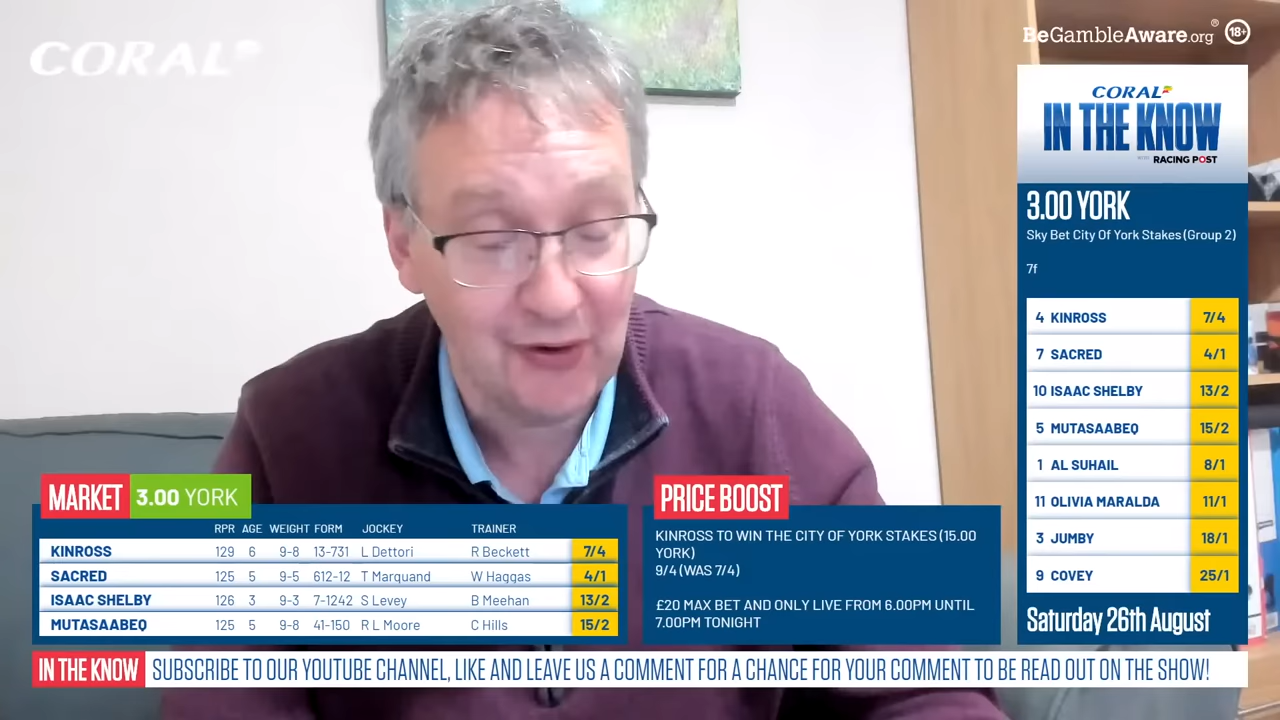 CORAL
BeGambleAware.org® 18+
CORAL
IN THE KNOW
WITH RACING POST
3.00 YORK
Sky Bet City Of York Stakes (Group 2)
7f
4 KINROSS 7/4
7 SACRED 4/1
10 ISAAC SHELBY 13/2
5 MUTASAABEQ 15/2
1 AL SUHAIL 8/1
11 OLIVIA MARALDA 11/1
3 JUMBY 18/1
9 COVEY 25/1
Saturday 26th August
MARKET 3.00 YORK
RPR AGE WEIGHT FORM JOCKEY TRAINER
KINROSS 129 6 9-8 13-731 L Dettori R Beckett 7/4
SACRED 125 5 9-5 612-12 T Marquand W Haggas 4/1
ISAAC SHELBY 126 3 9-3 7-1242 S Levey B Meehan 13/2
MUTASAABEQ 125 5 9-8 41-150 R L Moore C Hills 15/2
PRICE BOOST
KINROSS TO WIN THE CITY OF YORK STAKES (15.00
YORK)
9/4 (WAS 7/4)
£20 MAX BET AND ONLY LIVE FROM 6.00PM UNTIL
7.00PM TONIGHT
IN THE KNOW SUBSCRIBE TO OUR YOUTUBE CHANNEL, LIKE AND LEAVE US A COMMENT FOR A CHANCE FOR YOUR COMMENT TO BE READ OUT ON THE SHOW!